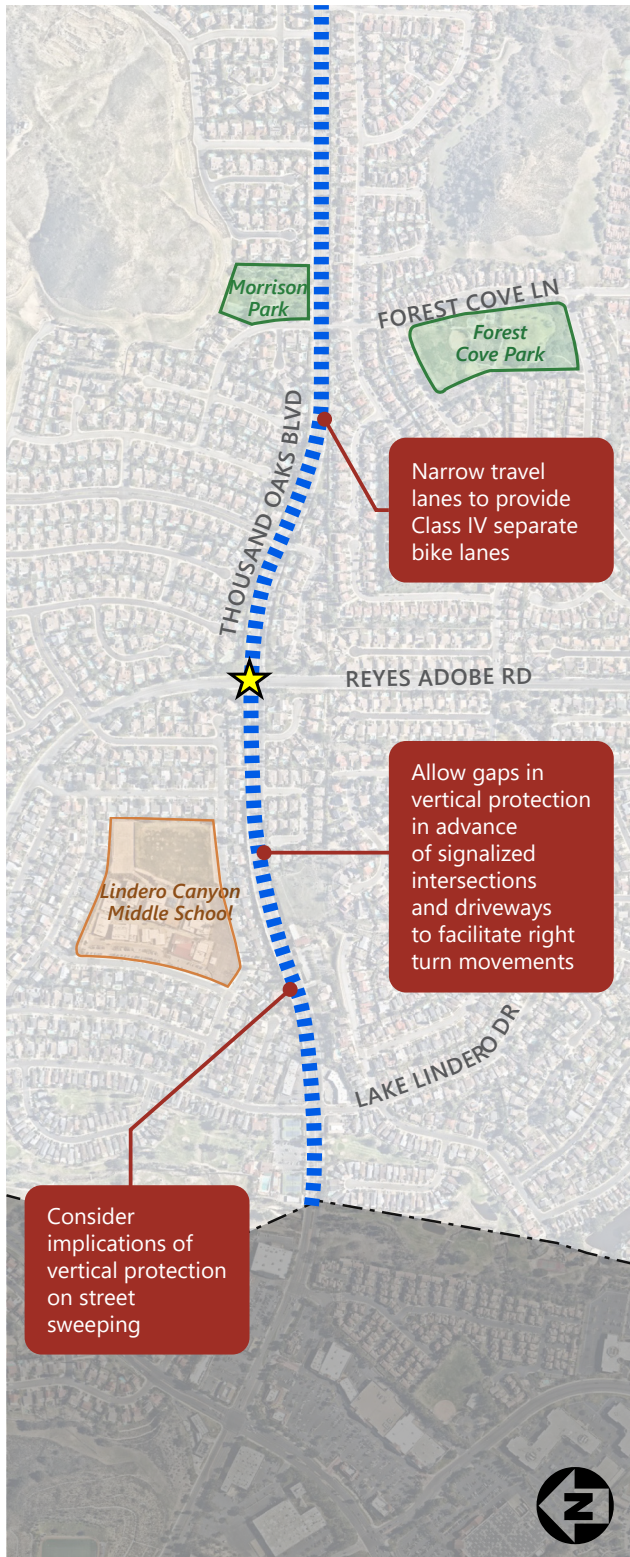 Morrison
Park
FOREST COVE LN
Forest
Cove Park
THOUSAND OAKS BLVD
Narrow travel
lanes to provide
Class IV separate
bike lanes
REYES ADOBE RD
Allow gaps in
vertical protection
in advance
of signalized
intersections
and driveways
to facilitate right
turn movements
Lindero Canyon
Middle School
LAKE LINDERO DR
Consider
implications of
vertical protection
on street
sweeping
N